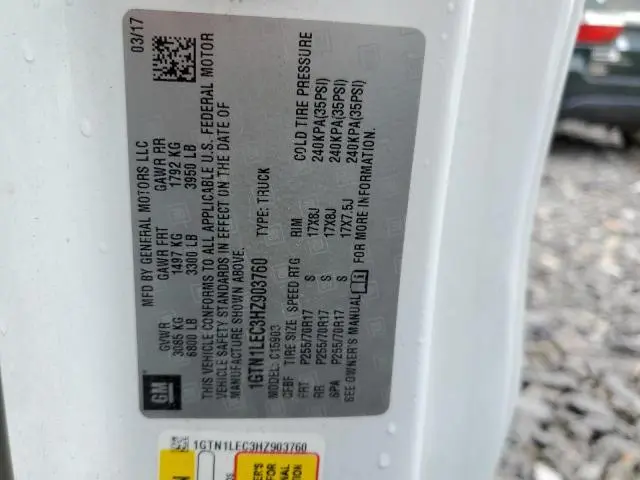 GM
MFD BY GENERAL MOTORS LLC
03/17
GVWR GAWR FRT GAWR RR
3085 KG 1497 KG 1792 KG
6800 LB 3300 LB 3950 LB
THIS VEHICLE CONFORMS TO ALL APPLICABLE U.S. FEDERAL MOTOR
VEHICLE SAFETY STANDARDS IN EFFECT ON THE DATE OF
MANUFACTURE SHOWN ABOVE.
1GTN1LEC3HZ903760 TYPE: TRUCK
MODEL: C15903
GFBF TIRE SIZE SPEED RTG RIM COLD TIRE PRESSURE
FRT P255/70R17 S 17X8J 240KPA(35PSI)
RR P255/70R17 S 17X8J 240KPA(35PSI)
SPA P255/70R17 S 17X7.5J 240KPA(35PSI)
SEE OWNER'S MANUAL FOR MORE INFORMATION.
1GTN1LEC3HZ903760